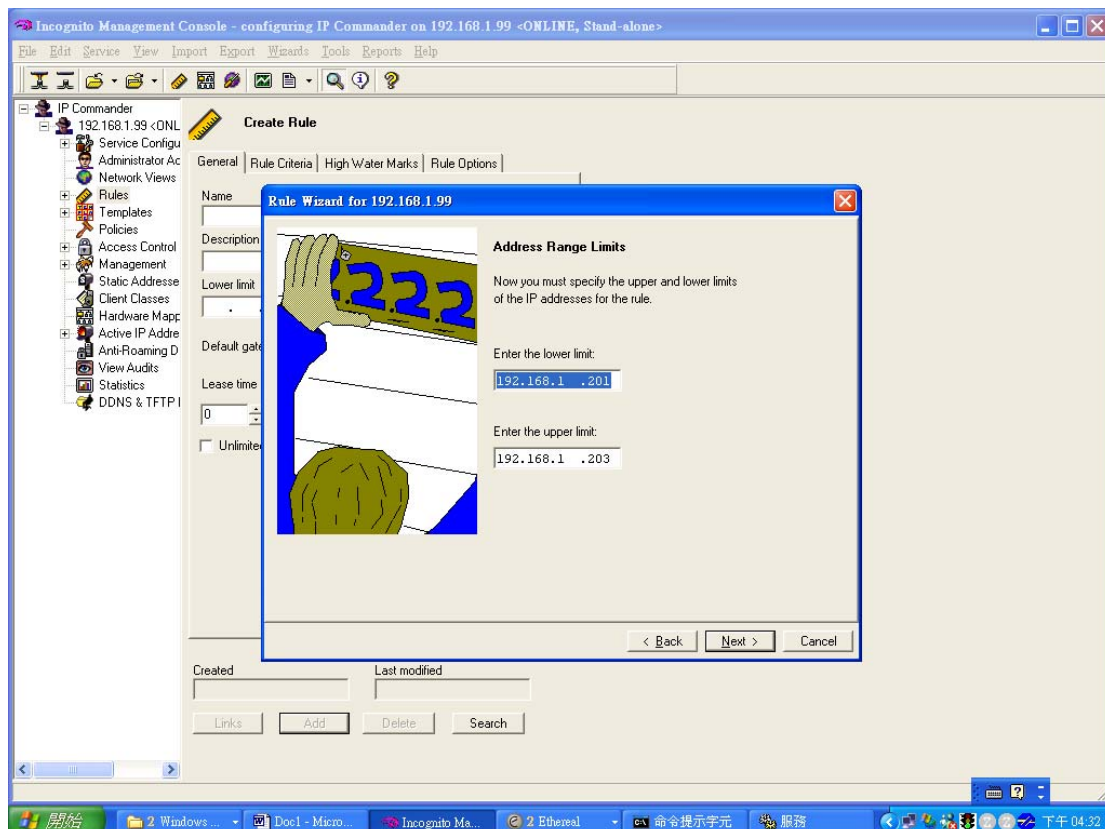 Incognito Management Console - configuring IP Commander on 192.168.1.99 <ONLINE, Stand-alone>
File Edit Service View Import Export Wizards Tools Reports Help
IP Commander
192.168.1.99 <ONL
Service Configu
Administrator Ac
Network Views
Rules
Templates
Policies
Access Control
Management
Static Addresse
Client Classes
Hardware Mapp
Active IP Addre
Anti-Roaming D
View Audits
Statistics
DDNS & TFTP
Create Rule
General Rule Criteria High Water Marks Rule Options
Name
Description
Lower limit
. .
Default gate
Lease time
0
Unlimite
Rule Wizard for 192.168.1.99
2.2.2.2
Address Range Limits
Now you must specify the upper and lower limits
of the IP addresses for the rule.
Enter the lower limit:
192.168.1 .201
Enter the upper limit:
192.168.1 .203
< Back Next > Cancel
Created Last modified
Links Add Delete Search
開始 2 Windows ... Doc1 - Micro... Incognito Ma... 2 Ethereal 命令提示字元 服務 下午 04:32